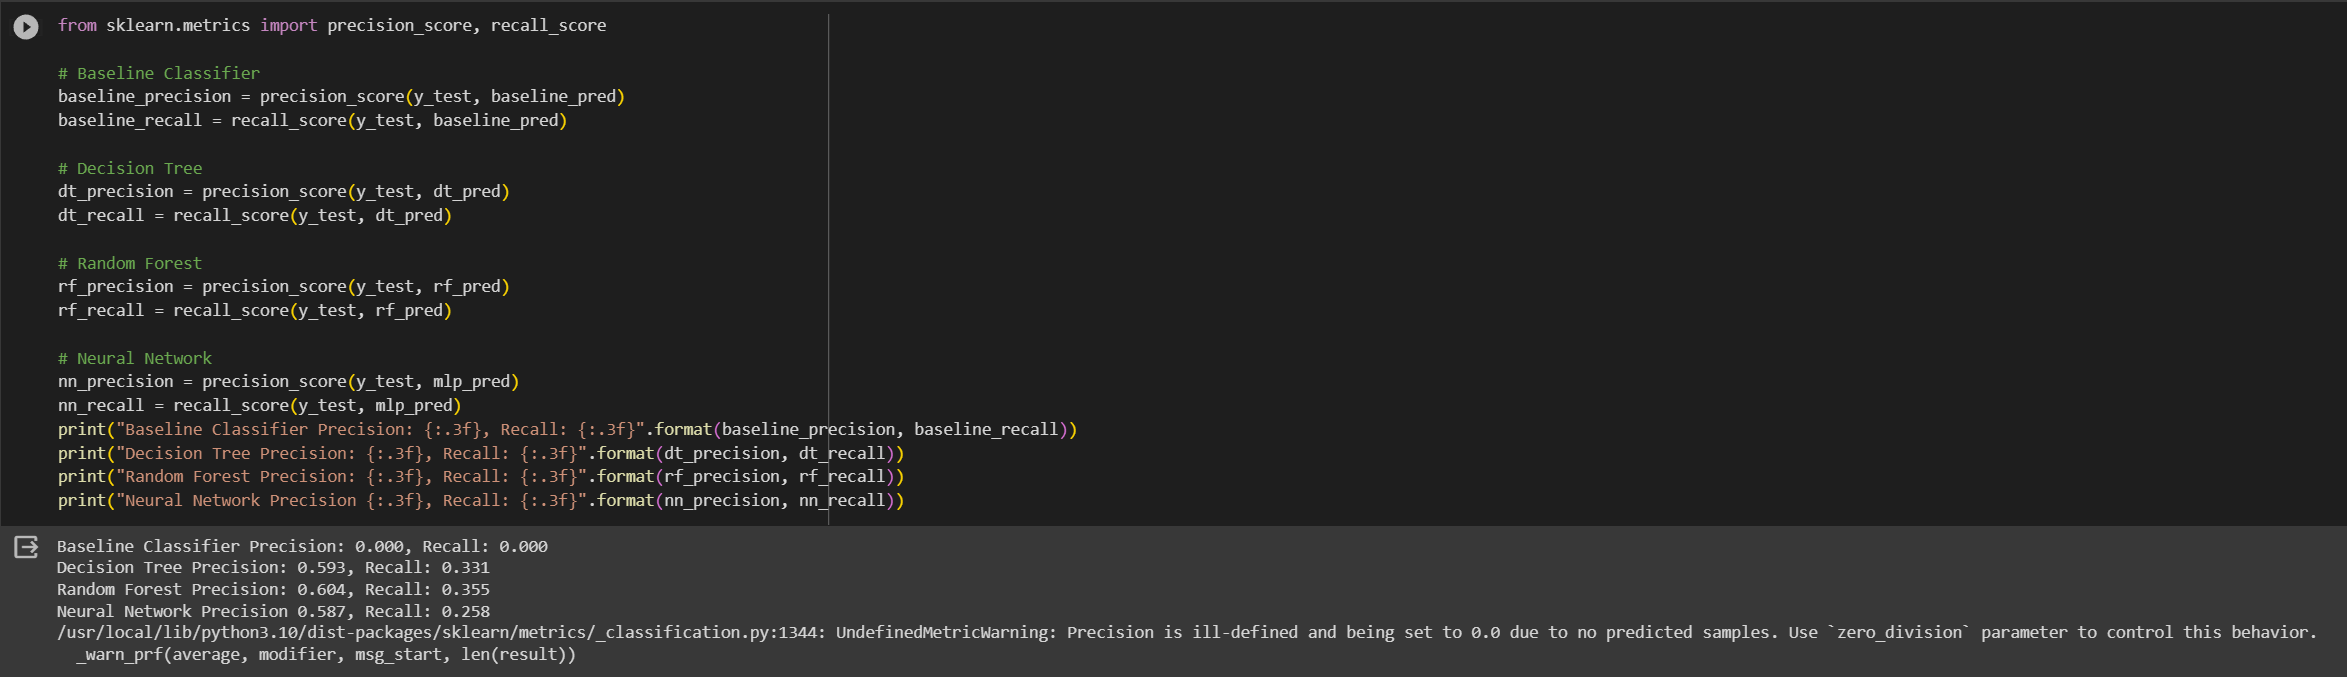 from sklearn.metrics import precision_score, recall_score
# Baseline Classifier
baseline_precision = precision_score(y_test, baseline_pred)
baseline_recall = recall_score(y_test, baseline_pred)
# Decision Tree
dt_precision = precision_score(y_test, dt_pred)
dt_recall = recall_score(y_test, dt_pred)
# Random Forest
rf_precision = precision_score(y_test, rf_pred)
rf_recall = recall_score(y_test, rf_pred)
# Neural Network
nn_precision = precision_score(y_test, mlp_pred)
nn_recall = recall_score(y_test, mlp_pred)
print("Baseline Classifier Precision: {:.3f}, Recall: {:.3f}".format(baseline_precision, baseline_recall))
print("Decision Tree Precision: {:.3f}, Recall: {:.3f}".format(dt_precision, dt_recall))
print("Random Forest Precision: {:.3f}, Recall: {:.3f}".format(rf_precision, rf_recall))
print("Neural Network Precision {:.3f}, Recall: {:.3f}".format(nn_precision, nn_recall))
Baseline Classifier Precision: 0.000, Recall: 0.000
Decision Tree Precision: 0.593, Recall: 0.331
Random Forest Precision: 0.604, Recall: 0.355
Neural Network Precision 0.587, Recall: 0.258
/usr/local/lib/python3.10/dist-packages/sklearn/metrics/_classification.py:1344: UndefinedMetricWarning: Precision is ill-defined and being set to 0.0 due to no predicted samples. Use `zero_division` parameter to control this behavior.
_warn_prf(average, modifier, msg_start, len(result))